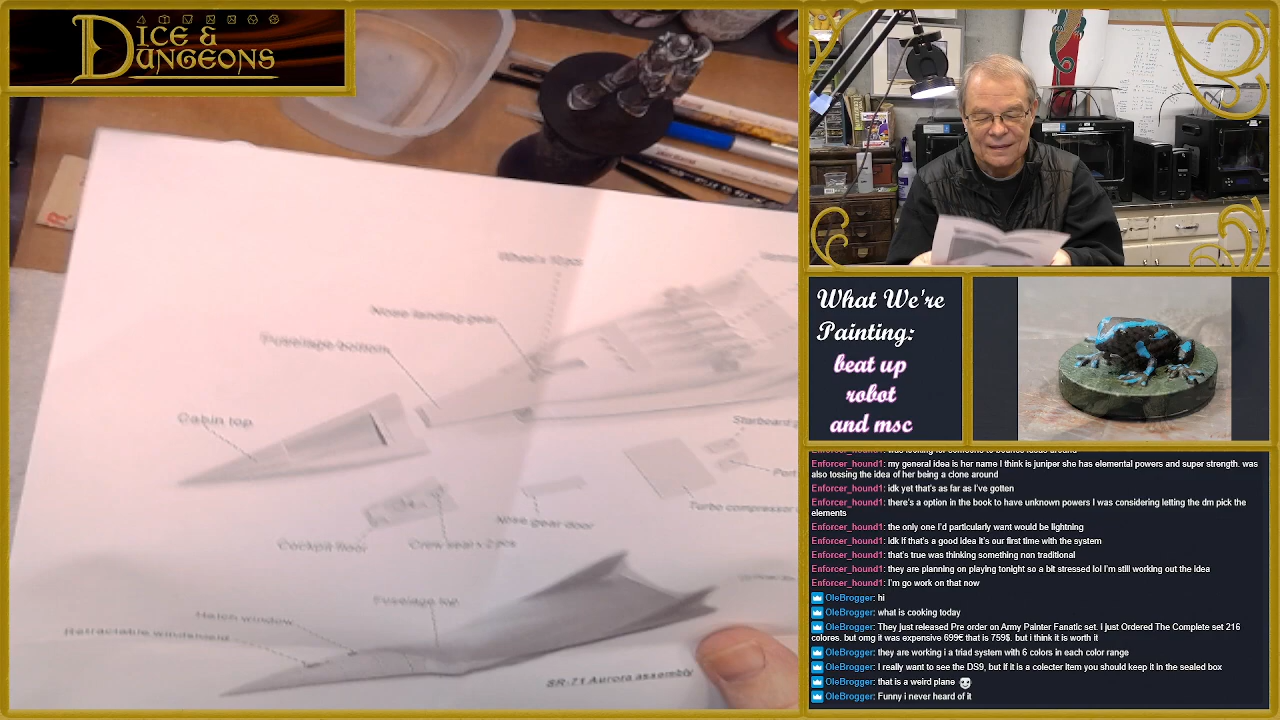 DICE &
DUNGEONS
Wheels 10pcs
Nose landing gear
Fuselage bottom
Cabin top
Starboard
Port
Turbo compressor
Nose gear door
Cockpit floor
Crew seat x 2pcs
Fuselage top
Retractable windshield
SR-71 Aurora assembly
What We're
Painting:
beat up
robot
and msc
Enforcer_hound1: was looking for someone to bounce ideas around
Enforcer_hound1: my general idea is her name I think is juniper she has elemental powers and super strength. was
also tossing the idea of her being a clone around
Enforcer_hound1: idk yet that's as far as I've gotten
Enforcer_hound1: there's a option in the book to have unknown powers I was considering letting the dm pick the
elements
Enforcer_hound1: the only one I'd particularly want would be lightning
Enforcer_hound1: Idk If that's a good idea It's our first time with the system
Enforcer_hound1: that's true was thinking something non traditional
Enforcer_hound1: they are planning on playing tonight so a bit stressed lol I'm still working out the idea
Enforcer_hound1: I'm go work on that now
OleBrogger: hi
OleBrogger: what is cooking today
OleBrogger: They just released Pre order on Army Painter Fanatic set. I just Ordered The Complete set 216
colores. but omg it was expensive 699€ that is 759$. but i think it is worth it
OleBrogger: they are working i a triad system with 6 colors in each color range
OleBrogger: I really want to see the DS9, but if it is a colecter item you should keep it in the sealed box
OleBrogger: that is a weird plane
OleBrogger: Funny i never heard of it